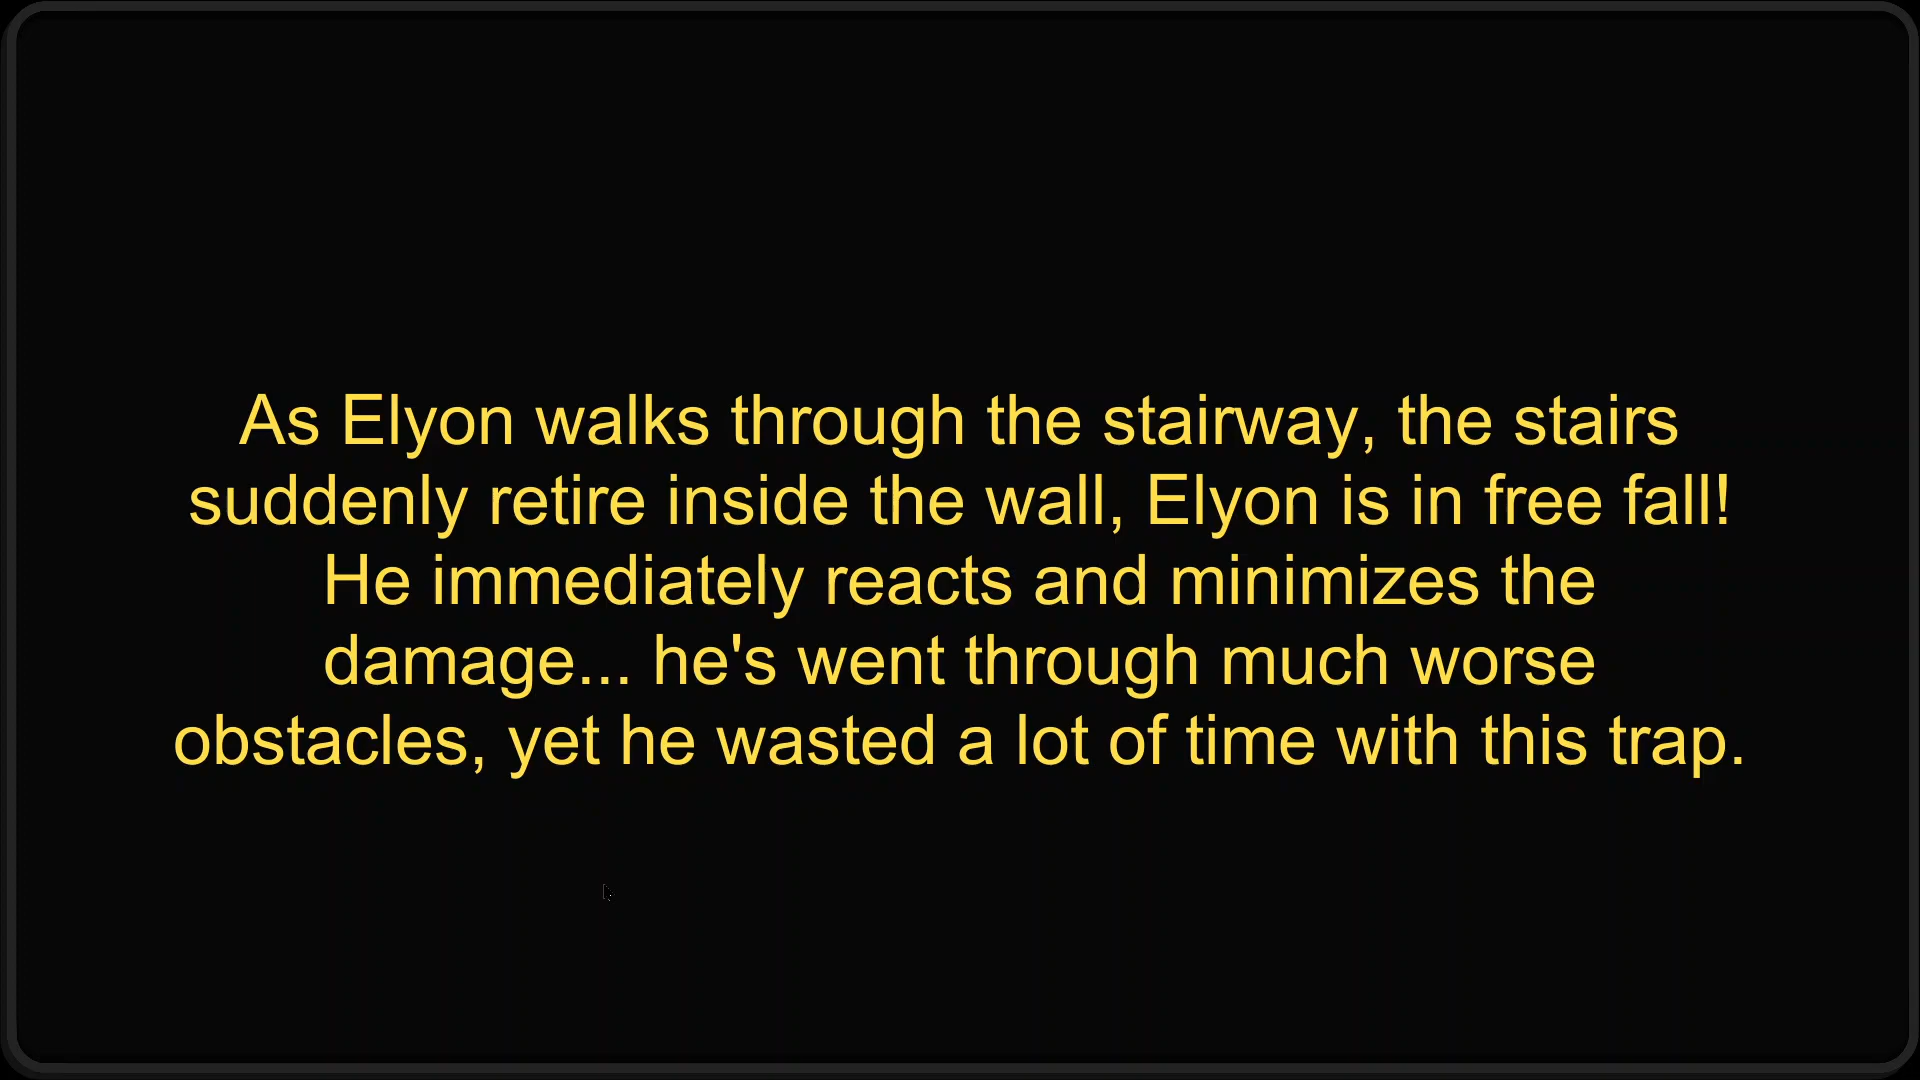 As Elyon walks through the stairway, the stairs
suddenly retire inside the wall, Elyon is in free fall!
He immediately reacts and minimizes the
damage... he's went through much worse
obstacles, yet he wasted a lot of time with this trap.